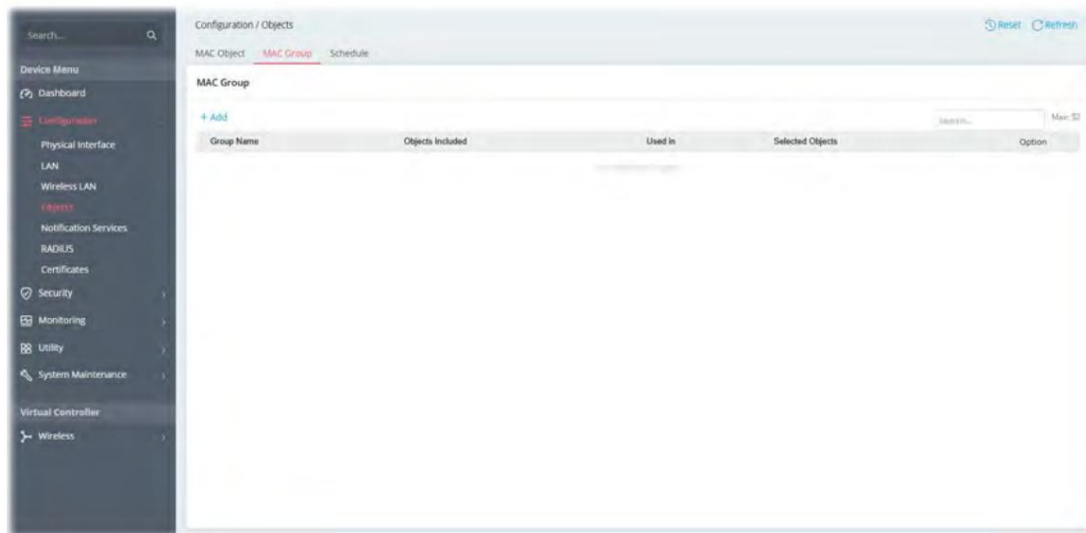 Search...
Device Menu
Dashboard
Configuration
Physical Interface
LAN
Wireless LAN
Objects
Notification Services
RADIUS
Certificates
Security
Monitoring
Utility
System Maintenance
Virtual Controller
Wireless
Configuration / Objects
Reset Refresh
MAC Object MAC Group Schedule
MAC Group
+ Add
Search... Max: 32
Group Name Objects Included Used in Selected Objects Option